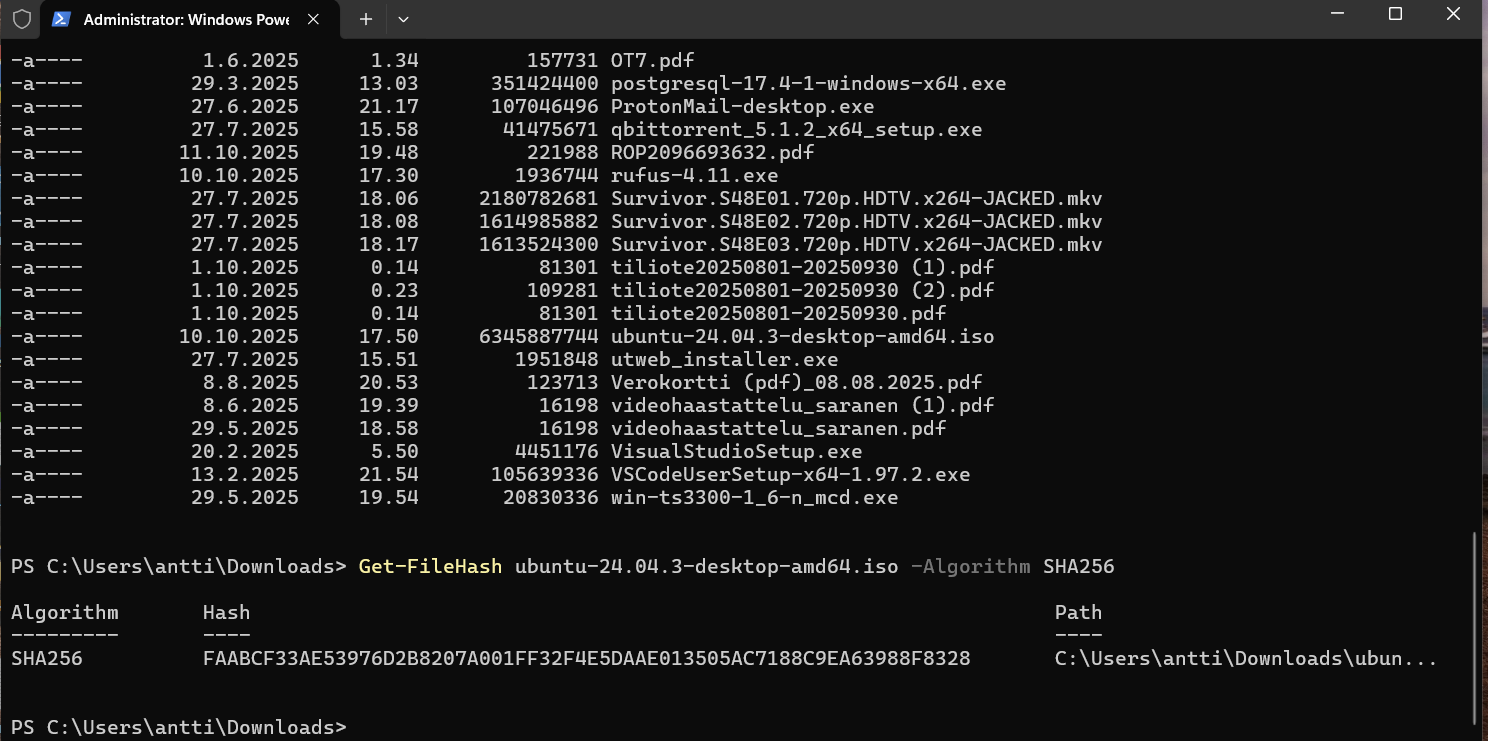 Administrator: Windows Powe
-a---- 1.6.2025 1.34 157731 OT7.pdf
-a---- 29.3.2025 13.03 351424400 postgresql-17.4-1-windows-x64.exe
-a---- 27.6.2025 21.17 107046496 ProtonMail-desktop.exe
-a---- 27.7.2025 15.58 41475671 qbittorrent_5.1.2_x64_setup.exe
-a---- 11.10.2025 19.48 221988 ROP2096693632.pdf
-a---- 10.10.2025 17.30 1936744 rufus-4.11.exe
-a---- 27.7.2025 18.06 2180782681 Survivor.S48E01.720p.HDTV.x264-JACKED.mkv
-a---- 27.7.2025 18.08 1614985882 Survivor.S48E02.720p.HDTV.x264-JACKED.mkv
-a---- 27.7.2025 18.17 1613524300 Survivor.S48E03.720p.HDTV.x264-JACKED.mkv
-a---- 1.10.2025 0.14 81301 tiliote20250801-20250930 (1).pdf
-a---- 1.10.2025 0.23 109281 tiliote20250801-20250930 (2).pdf
-a---- 1.10.2025 0.14 81301 tiliote20250801-20250930.pdf
-a---- 10.10.2025 17.50 6345887744 ubuntu-24.04.3-desktop-amd64.iso
-a---- 27.7.2025 15.51 1951848 utweb_installer.exe
-a---- 8.8.2025 20.53 123713 Verokortti (pdf)_08.08.2025.pdf
-a---- 8.6.2025 19.39 16198 videohaastattelu_saranen (1).pdf
-a---- 29.5.2025 18.58 16198 videohaastattelu_saranen.pdf
-a---- 20.2.2025 5.50 4451176 VisualStudioSetup.exe
-a---- 13.2.2025 21.54 105639336 VSCodeUserSetup-x64-1.97.2.exe
-a---- 29.5.2025 19.54 20830336 win-ts3300-1_6-n_mcd.exe
PS C:\Users\antti\Downloads> Get-FileHash ubuntu-24.04.3-desktop-amd64.iso -Algorithm SHA256
Algorithm Hash Path
--------- ---- ----
SHA256 FAABCF33AE53976D2B8207A001FF32F4E5DAAE013505AC7188C9EA63988F8328 C:\Users\antti\Downloads\ubun...
PS C:\Users\antti\Downloads>